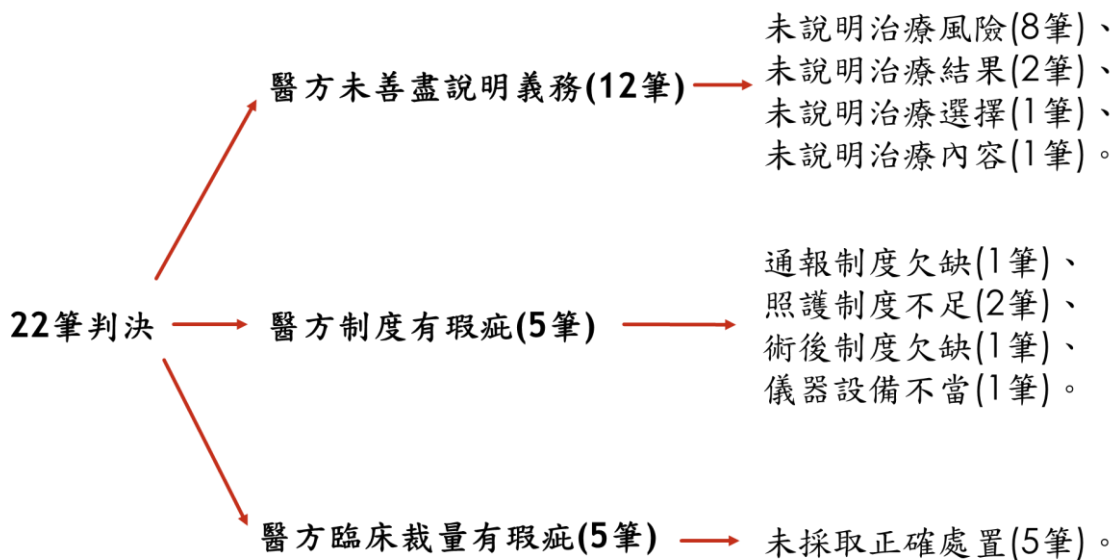 未說明治療風險(8筆)、
醫方未善盡說明義務(12筆)
未說明治療結果(2筆)、
未說明治療選擇(1筆)、
未說明治療內容(1筆)。
22筆判決
醫方制度有瑕疵(5筆)
通報制度欠缺(1筆)、
照護制度不足(2筆)、
術後制度欠缺(1筆)、
儀器設備不當(1筆)。
醫方臨床裁量有瑕疵(5筆)
未採取正確處置(5筆)。